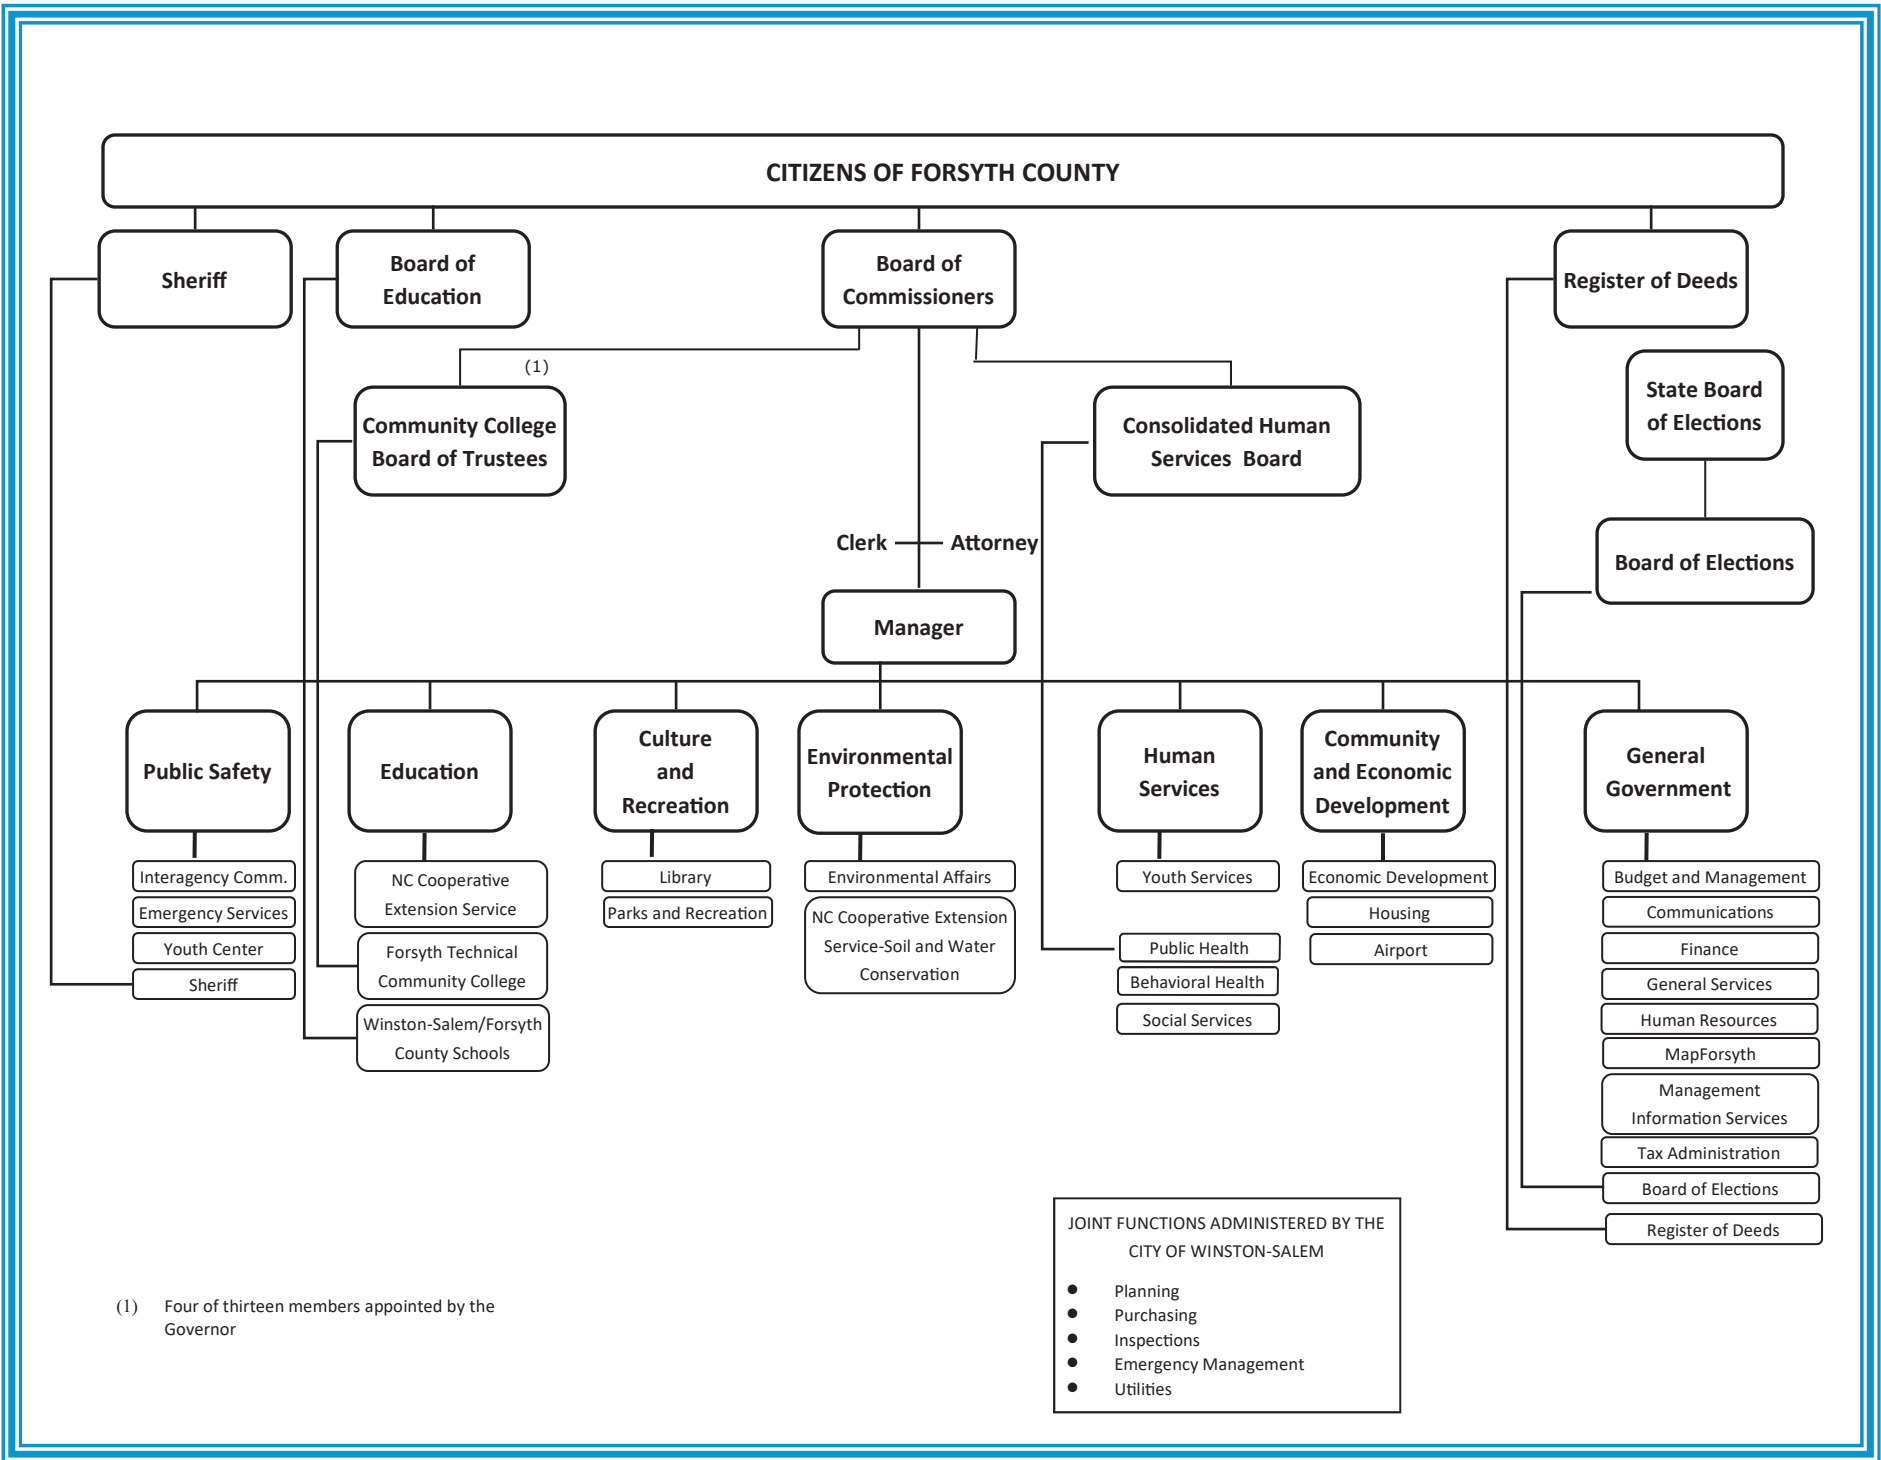 CITIZENS OF FORSYTH COUNTY
Sheriff
Board of
Education
Board of
Commissioners
Register of Deeds
(1)
Community College
Board of Trustees
Consolidated Human
Services Board
State Board
of Elections
Clerk
Attorney
Board of Elections
Manager
Public Safety
Education
Culture
and
Recreation
Environmental
Protection
Human
Services
Community
and Economic
Development
General
Government
Interagency Comm.
Emergency Services
Youth Center
Sheriff
NC Cooperative
Extension Service
Forsyth Technical
Community College
Winston-Salem/Forsyth
County Schools
Library
Parks and Recreation
Environmental Affairs
NC Cooperative Extension
Service-Soil and Water
Conservation
Youth Services
Public Health
Behavioral Health
Social Services
Economic Development
Housing
Airport
Budget and Management
Communications
Finance
General Services
Human Resources
MapForsyth
Management
Information Services
Tax Administration
Board of Elections
Register of Deeds
JOINT FUNCTIONS ADMINISTERED BY THE
CITY OF WINSTON-SALEM
● Planning
● Purchasing
● Inspections
● Emergency Management
● Utilities
(1) Four of thirteen members appointed by the
Governor